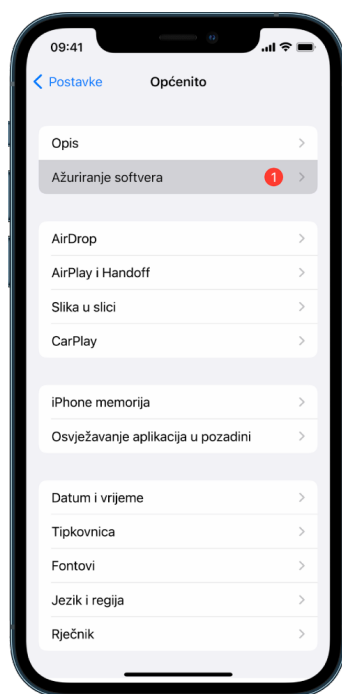 09:41
Postavke Općenito
Opis
Ažuriranje softvera 1
AirDrop
AirPlay i Handoff
Slika u slici
CarPlay
iPhone memorija
Osvježavanje aplikacija u pozadini
Datum i vrijeme
Tipkovnica
Fontovi
Jezik i regija
Rječnik